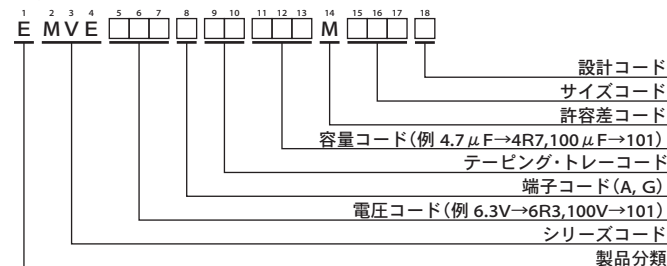 1 2 3 4 5 6 7 8 9 10 11 12 13 14 15 16 17 18
E MVE □□□ □ □□ □□□ M □□□ □
設計コード
サイズコード
許容差コード
容量コード(例 4.7μF→4R7,100μF→101)
テーピング・トレーコード
端子コード(A, G)
電圧コード(例 6.3V→6R3,100V→101)
シリーズコード
製品分類